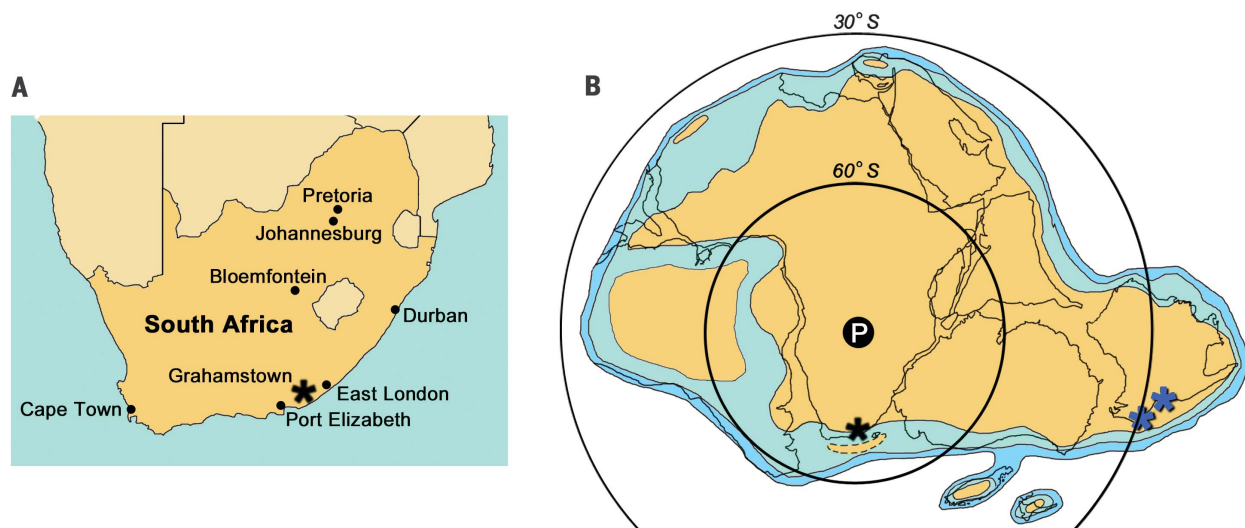 A
Pretoria
Johannesburg
Bloemfontein
South Africa
Durban
Grahamstown
East London
Cape Town
Port Elizabeth
B
30° S
60° S
P